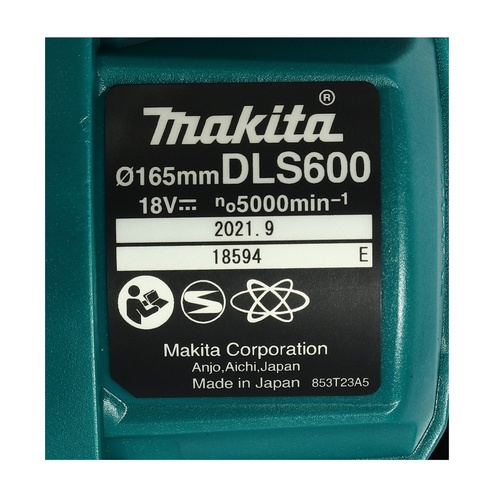 makita®
Ø165mm DLS600
18V⎓ n₀5000min⁻¹
2021.9
18594 E
Makita Corporation
Anjo,Aichi,Japan
Made in Japan 853T23A5